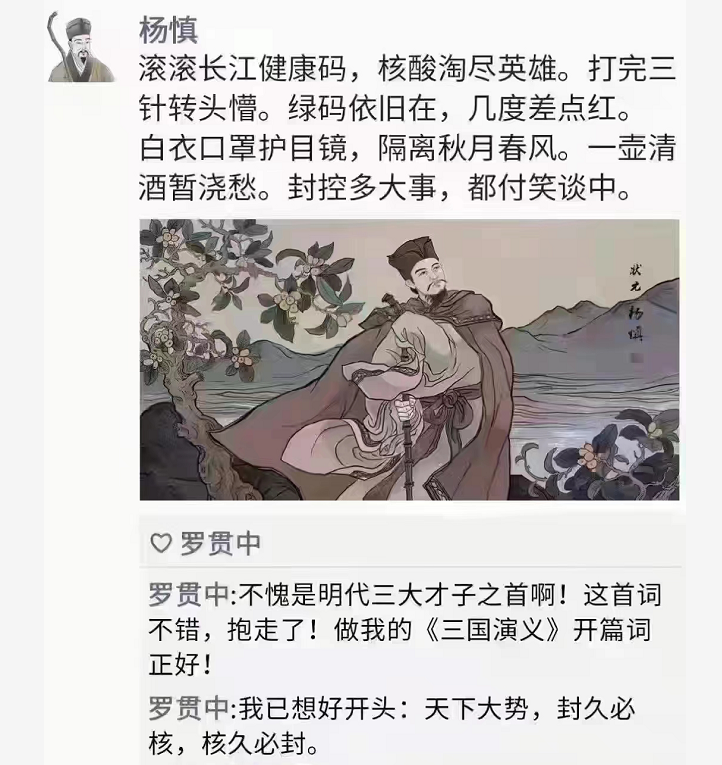 杨慎
滚滚长江健康码，核酸淘尽英雄。打完三
针转头懵。绿码依旧在，几度差点红。
白衣口罩护目镜，隔离秋月春风。一壶清
酒暂浇愁。封控多大事，都付笑谈中。
状元杨慎
罗贯中
罗贯中:不愧是明代三大才子之首啊！这首词
不错，抱走了！做我的《三国演义》开篇词
正好！
罗贯中:我已想好开头：天下大势，封久必
核，核久必封。